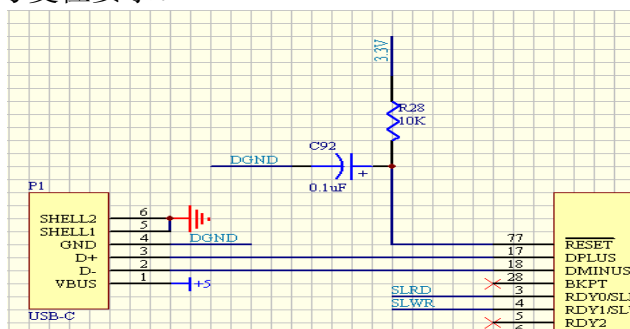 3.3V
R28
10K
C92
DGND
0.1uF
P1
SHELL2 6
SHELL1 5
GND 4 DGND
D+ 3
D- 2
VBUS 1 +5
USB-C
77 RESET
17 DPLUS
18 DMINUS
28 BKPT
SLRD 3
SLWR 4
5 RDY2
6